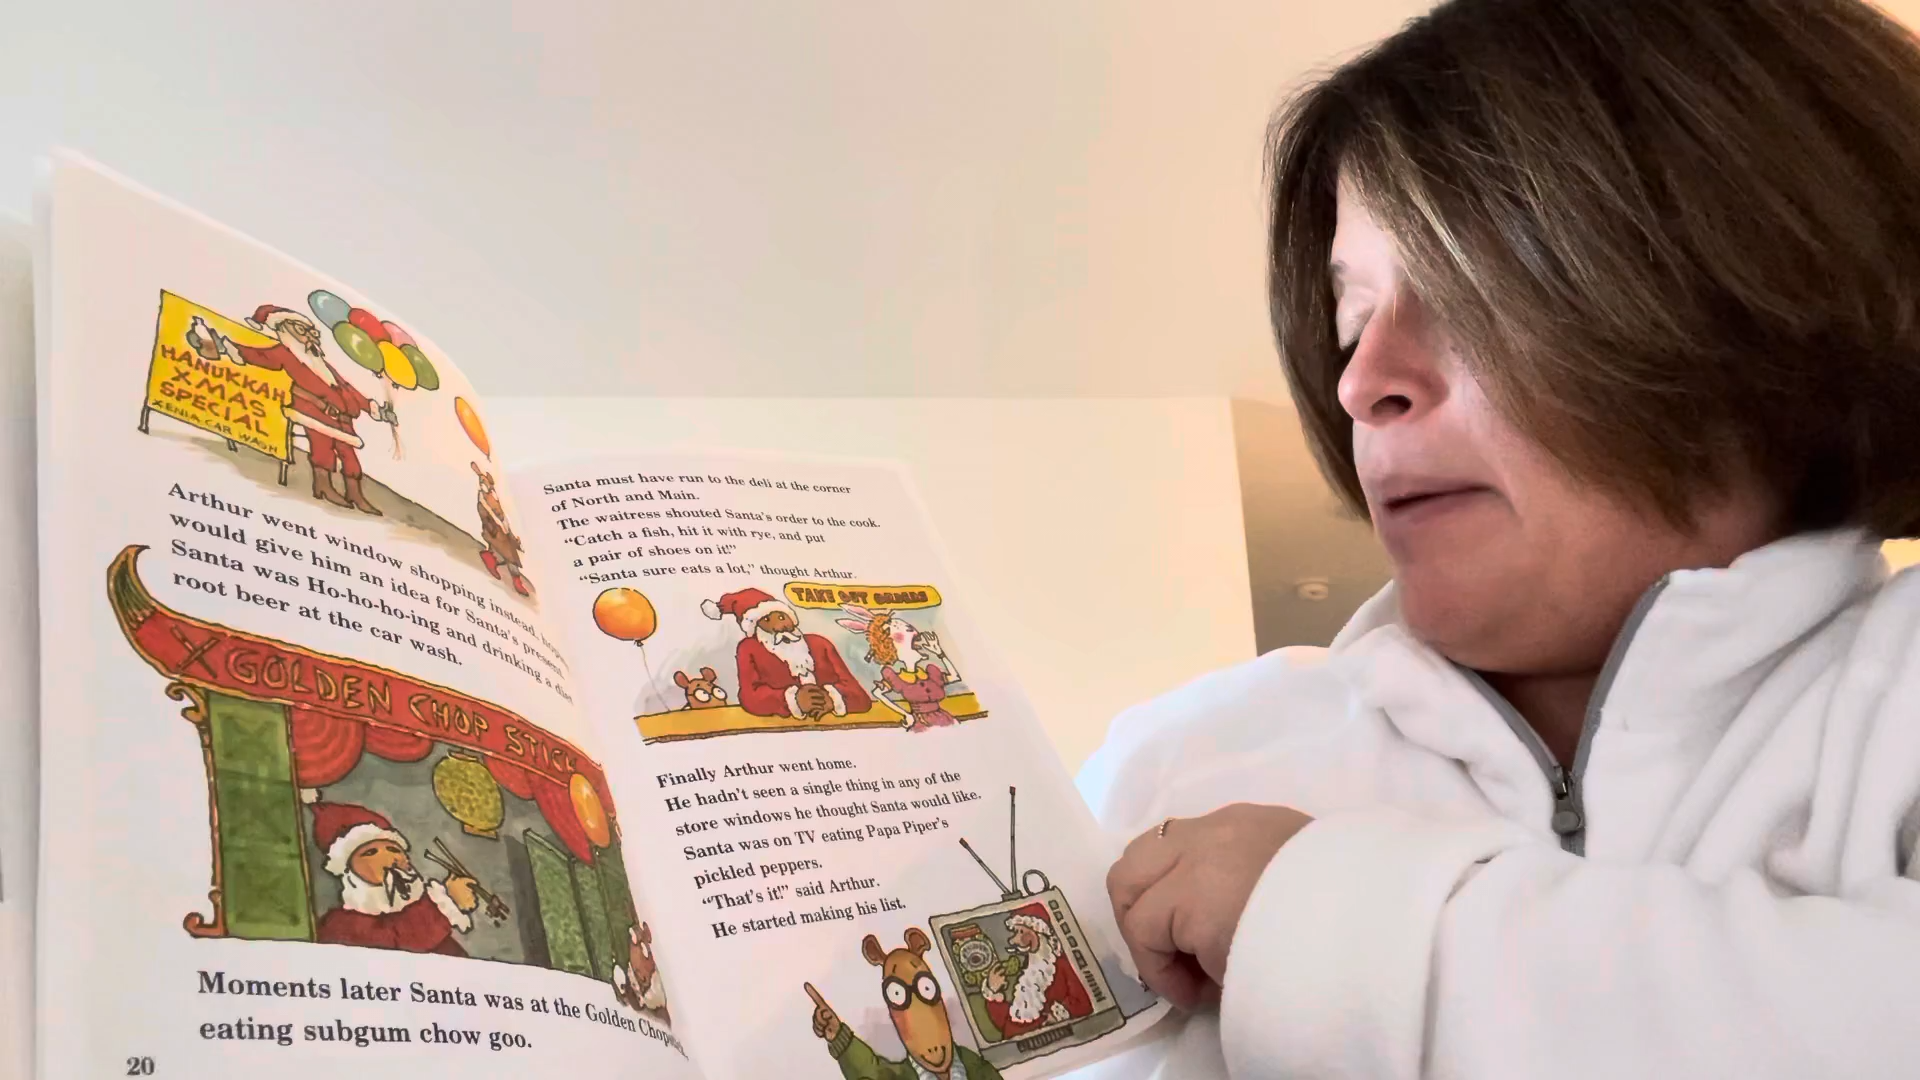 HANUKKAH
XMAS
SPECIAL
XENIA CAR WASH
Arthur went window shopping instead,
would give him an idea for Santa's present.
Santa was Ho-ho-ho-ing and drinking a diet
root beer at the car wash.
GOLDEN CHOP STICK
Moments later Santa was at the Golden
eating subgum chow goo.
20
Santa must have run to the deli at the corner
of North and Main.
The waitress shouted Santa's order to the cook.
“Catch a fish, hit it with rye, and put
a pair of shoes on it!”
“Santa sure eats a lot,” thought Arthur.
TAKE OUT ORDERS
Finally Arthur went home.
He hadn't seen a single thing in any of the
store windows he thought Santa would like.
Santa was on TV eating Papa Piper's
pickled peppers.
“That's it!” said Arthur.
He started making his list.